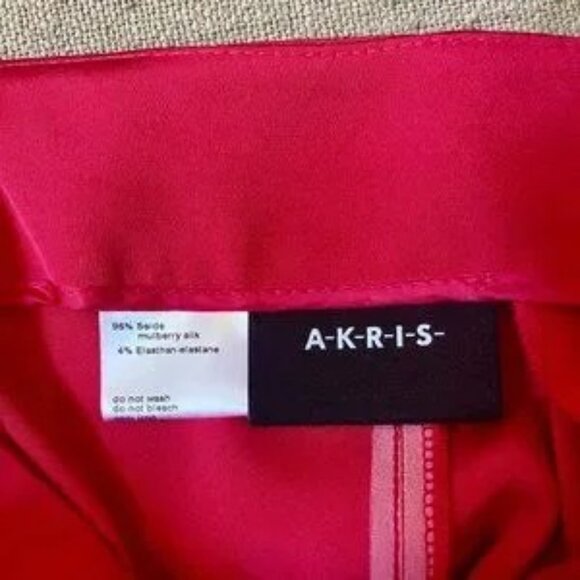 96% Seide
mulberry silk
4% Elasthan-elastane
do not wash
do not bleach
A-K-R-I-S-